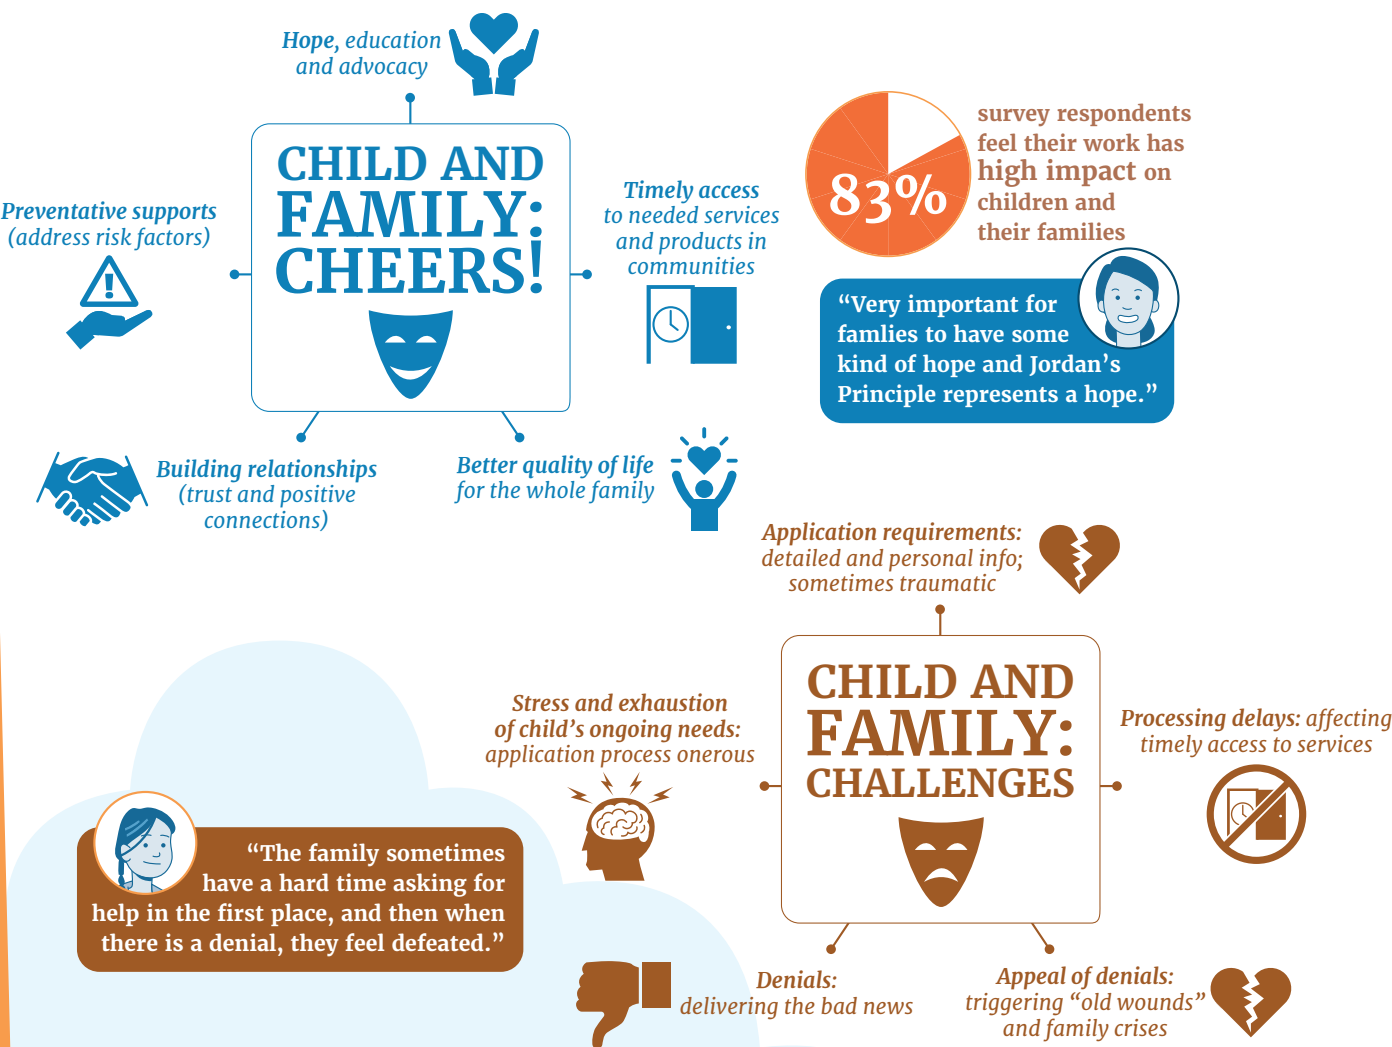 Hope, education
and advocacy
CHILD AND
FAMILY:
CHEERS!
Preventative supports
(address risk factors)
Timely access
to needed services
and products in
communities
Building relationships
(trust and positive
connections)
Better quality of life
for the whole family
83%
survey respondents
feel their work has
high impact on
children and
their families
“Very important for
famlies to have some
kind of hope and Jordan’s
Principle represents a hope.”
Application requirements:
detailed and personal info;
sometimes traumatic
CHILD AND
FAMILY:
CHALLENGES
Stress and exhaustion
of child’s ongoing needs:
application process onerous
Processing delays: affecting
timely access to services
“The family sometimes
have a hard time asking for
help in the first place, and then when
there is a denial, they feel defeated.”
Denials:
delivering the bad news
Appeal of denials:
triggering “old wounds”
and family crises